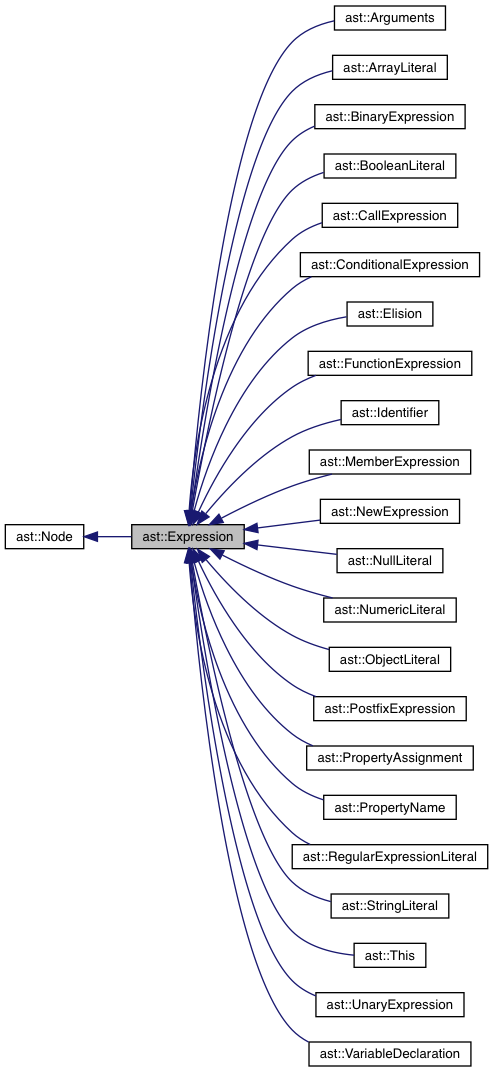 ast::Arguments
ast::ArrayLiteral
ast::BinaryExpression
ast::BooleanLiteral
ast::CallExpression
ast::ConditionalExpression
ast::Elision
ast::FunctionExpression
ast::Identifier
ast::MemberExpression
ast::NewExpression
ast::Node
ast::Expression
ast::NullLiteral
ast::NumericLiteral
ast::ObjectLiteral
ast::PostfixExpression
ast::PropertyAssignment
ast::PropertyName
ast::RegularExpressionLiteral
ast::StringLiteral
ast::This
ast::UnaryExpression
ast::VariableDeclaration